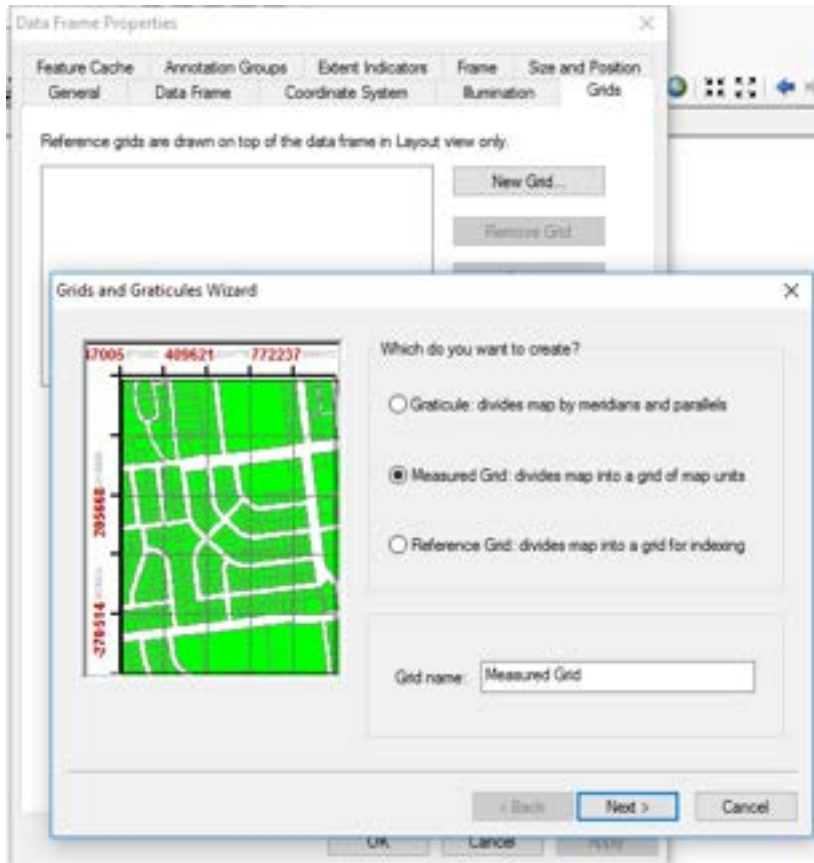 Data Frame Properties
Feature Cache Annotation Groups Extent Indicators Frame Size and Position
General Data Frame Coordinate System Illumination Grids
Reference grids are drawn on top of the data frame in Layout view only.
New Grid...
Remove Grid
Grids and Graticules Wizard
47005 409621 772237
205668
-270514
Which do you want to create?
Graticule: divides map by meridians and parallels
Measured Grid: divides map into a grid of map units
Reference Grid: divides map into a grid for indexing
Grid name: Measured Grid
< Back Next > Cancel
OK Cancel Apply